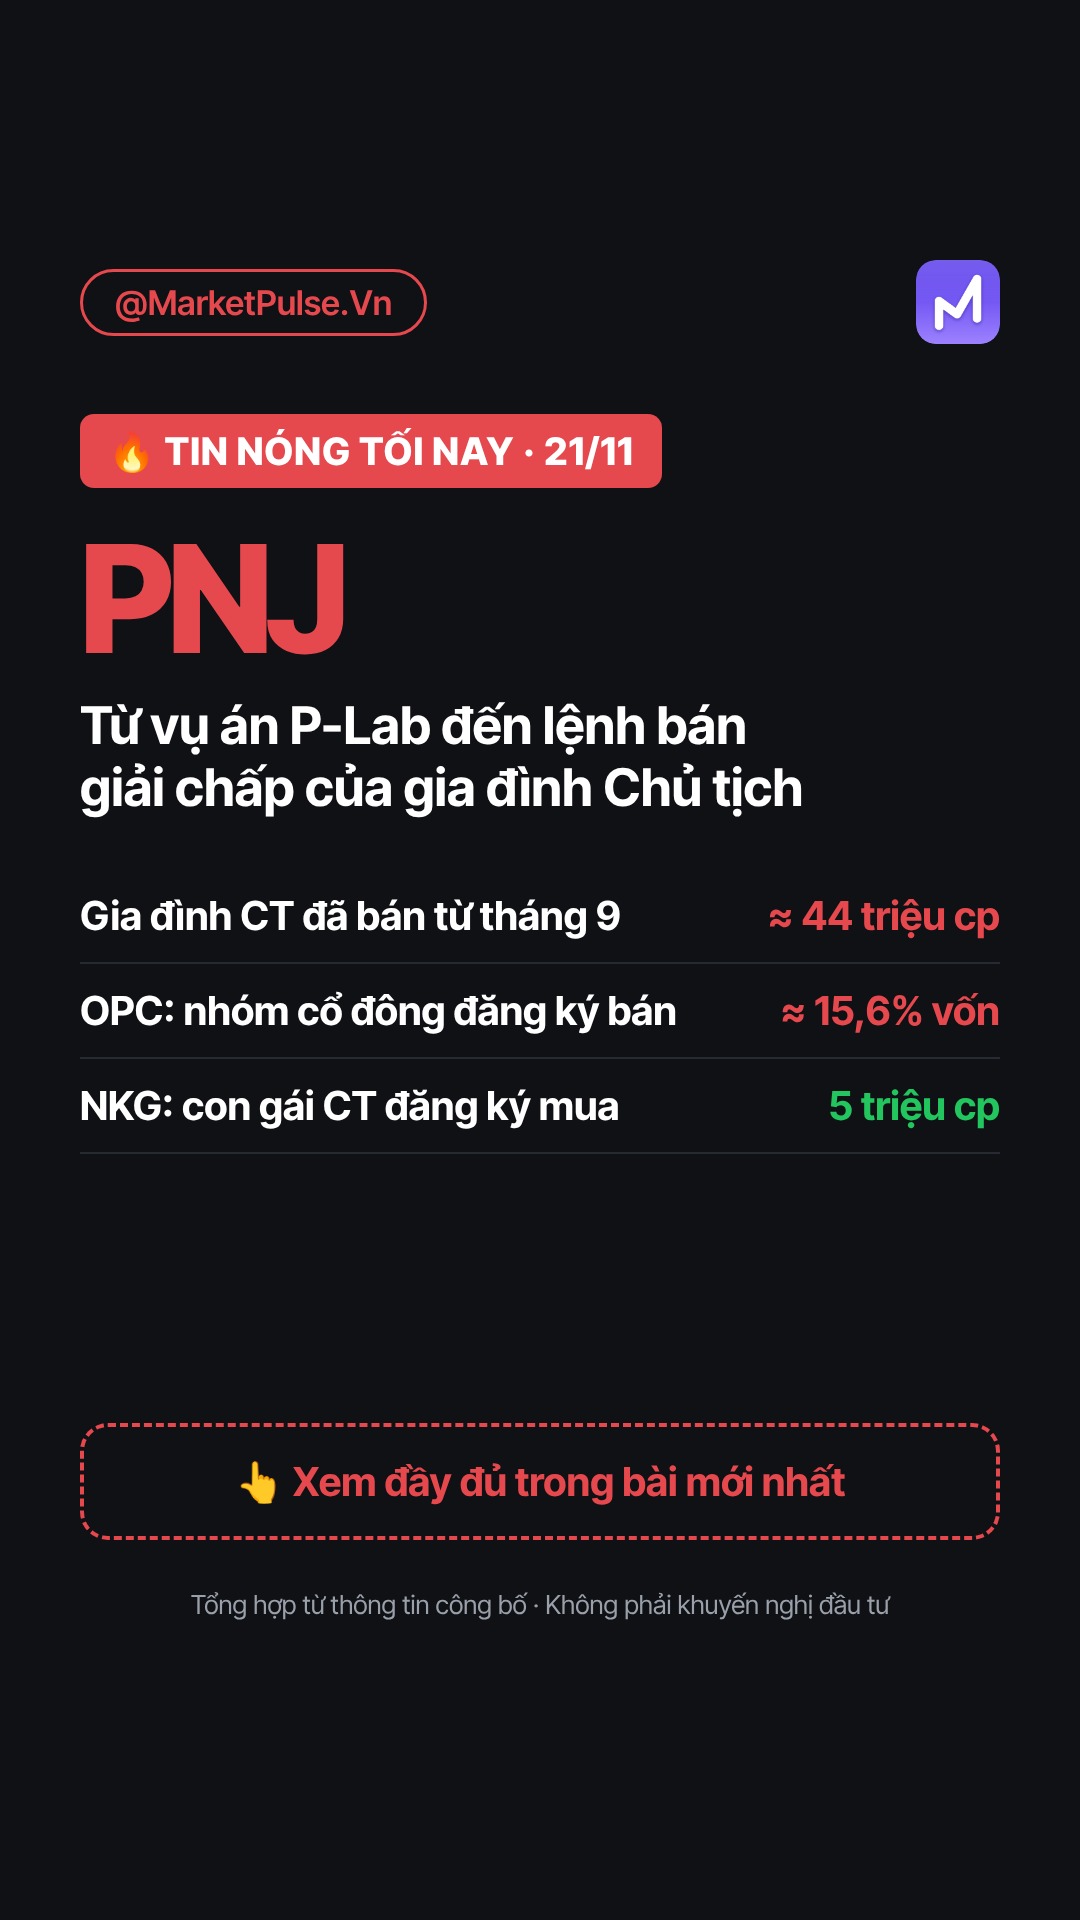 @MarketPulse.Vn
🔥 TIN NÓNG TỐI NAY · 21/11
PNJ
Từ vụ án P-Lab đến lệnh bán
giải chấp của gia đình Chủ tịch
Gia đình CT đã bán từ tháng 9 ≈ 44 triệu cp
OPC: nhóm cổ đông đăng ký bán ≈ 15,6% vốn
NKG: con gái CT đăng ký mua 5 triệu cp
👆 Xem đầy đủ trong bài mới nhất
Tổng hợp từ thông tin công bố · Không phải khuyến nghị đầu tư